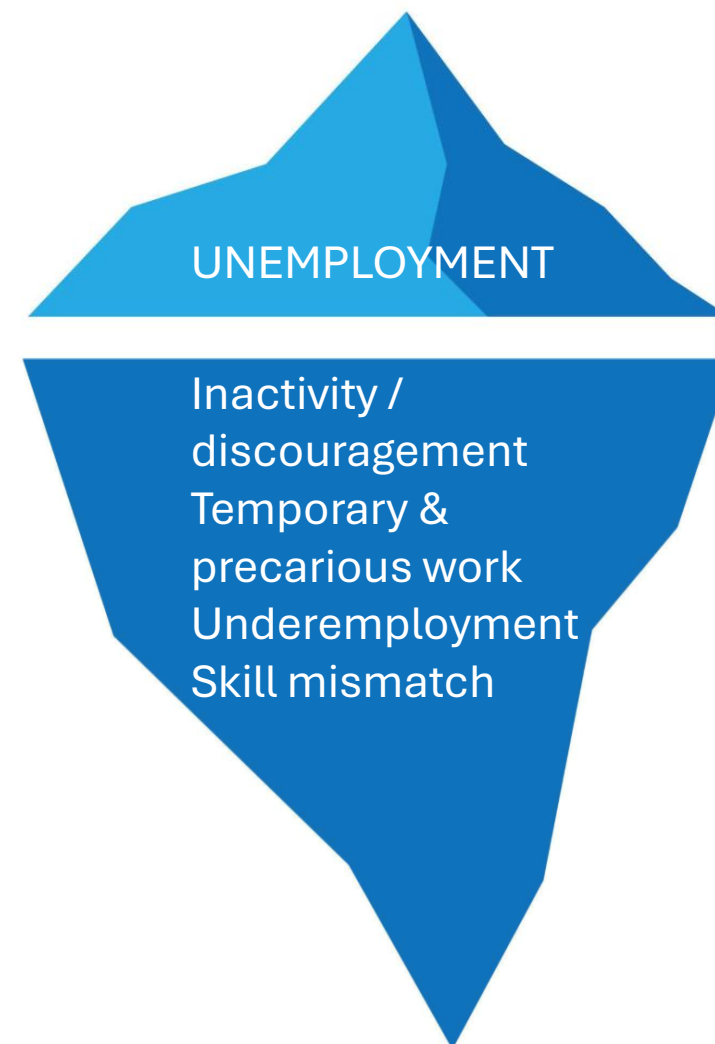 UNEMPLOYMENT
Inactivity /
discouragement
Temporary &
precarious work
Underemployment
Skill mismatch